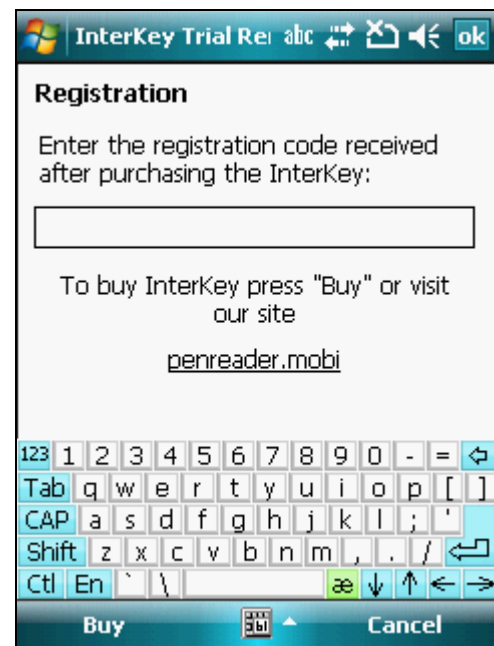 InterKey Trial Re abc ok
Registration
Enter the registration code received
after purchasing the InterKey:
To buy InterKey press "Buy" or visit
our site
penreader.mobi
123 1 2 3 4 5 6 7 8 9 0 - =
Tab q w e r t y u i o p [ ]
CAP a s d f g h j k l ; '
Shift z x c v b n m , . /
Ctl En ` \ æ ↓ ↑ ← →
Buy Cancel